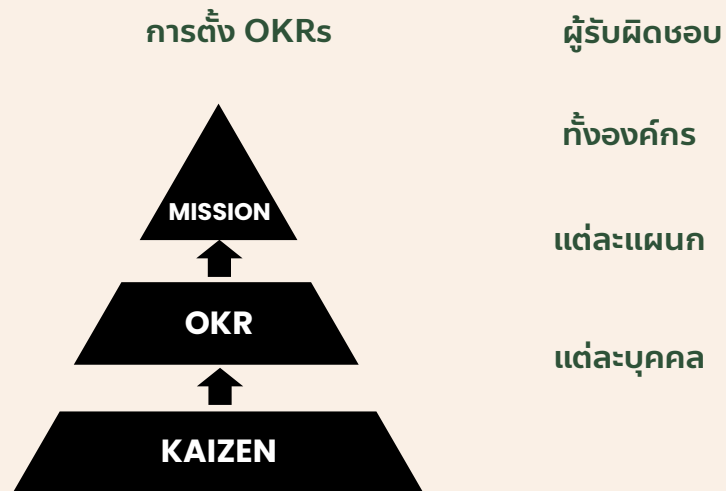 การตั้ง OKRs
ผู้รับผิดชอบ
ทั้งองค์กร
MISSION
แต่ละแผนก
OKR
แต่ละบุคคล
KAIZEN